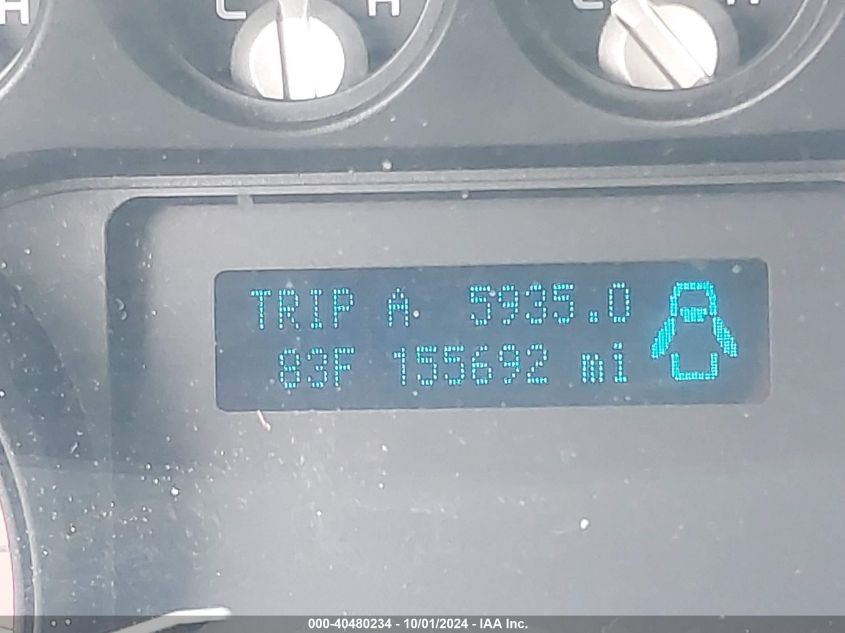 H
C H
C H
TRIP A 5935.0
83F 155692 mi
000-40480234 - 10/01/2024 - IAA Inc.